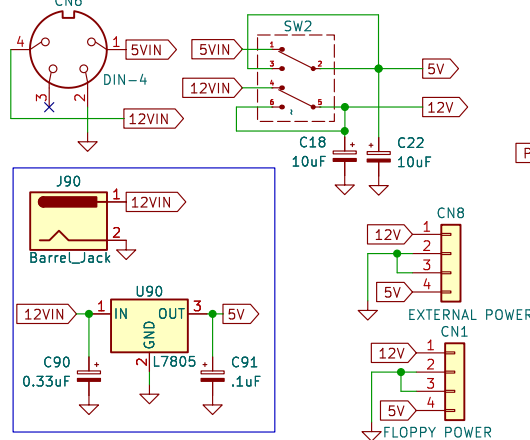 CN6
4
1
5VIN
DIN-4
3
2
12VIN
SW2
5VIN
1
3
2
5V
12VIN
4
6
5
12V
~
C18
10uF
+
C22
10uF
+
P
J90
1
12VIN
2
Barrel_Jack
U90
12VIN
1
IN
OUT
3
5V
GND
2
L7805
C90
0.33uF
+
C91
.1uF
+
CN8
12V
1
2
3
5V
4
EXTERNAL POWER
CN1
12V
1
2
3
5V
4
FLOPPY POWER